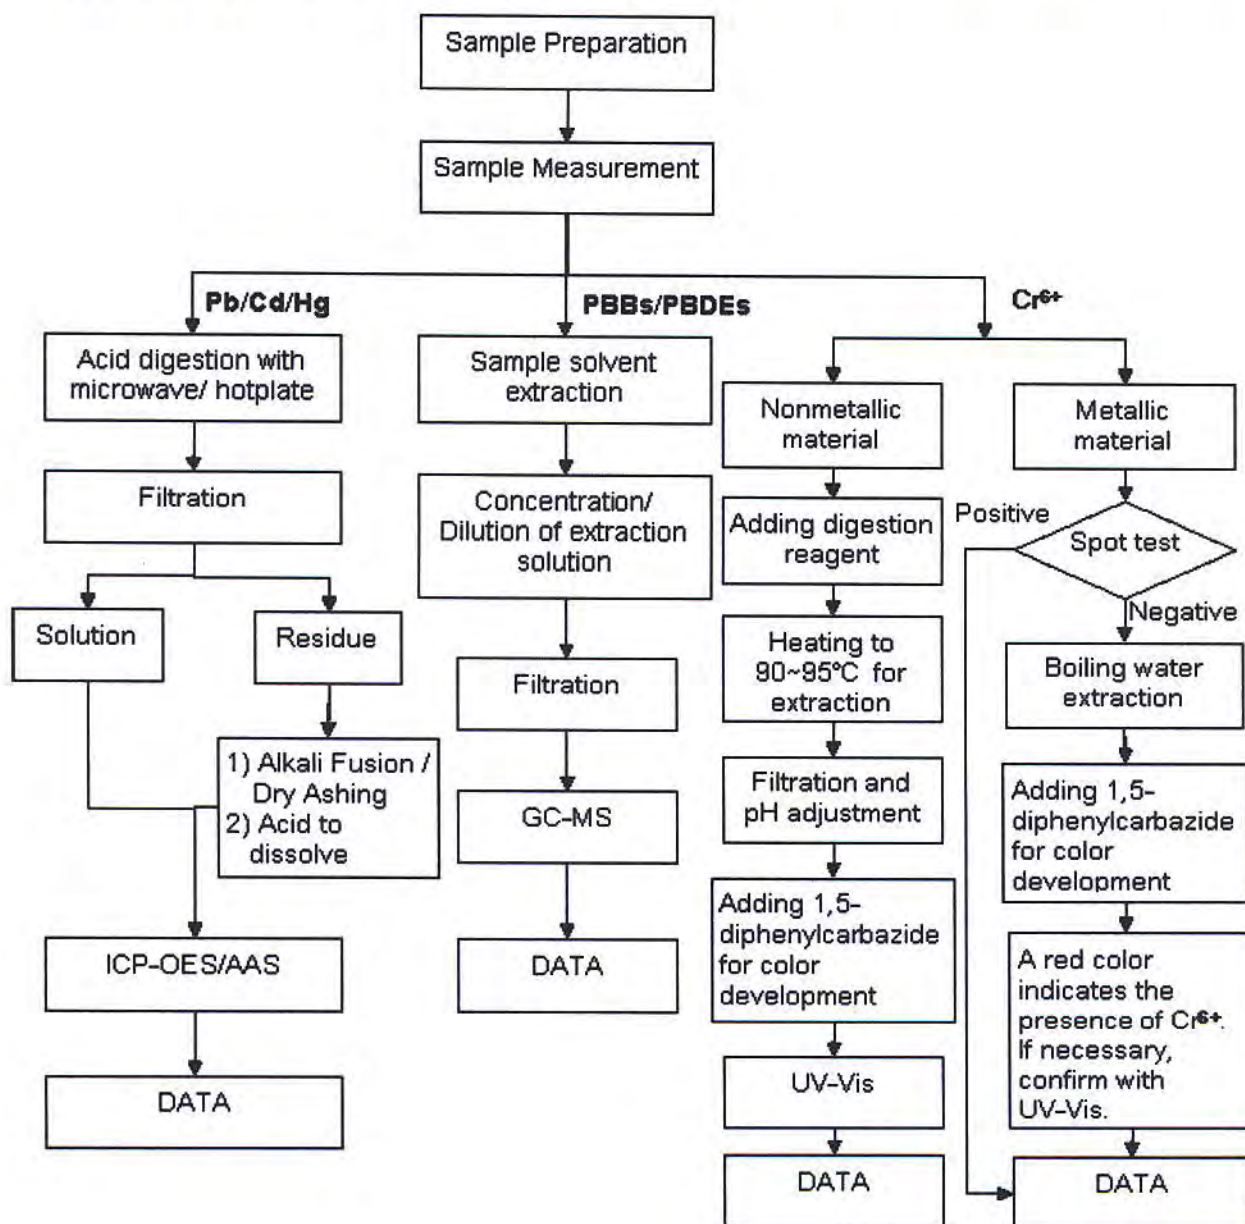 Sample Preparation
Sample Measurement
Pb/Cd/Hg
PBBs/PBDEs
Cr⁶⁺
Acid digestion with
microwave/ hotplate
Filtration
Solution
Residue
1) Alkali Fusion /
Dry Ashing
2) Acid to
dissolve
ICP-OES/AAS
DATA
Sample solvent
extraction
Concentration/
Dilution of extraction
solution
Filtration
GC-MS
DATA
Nonmetallic
material
Adding digestion
reagent
Heating to
90~95°C for
extraction
Filtration and
pH adjustment
Adding 1,5-
diphenylcarbazide
for color
development
UV-Vis
DATA
Metallic
material
Positive
Spot test
Negative
Boiling water
extraction
Adding 1,5-
diphenylcarbazide
for color
development
A red color
indicates the
presence of Cr⁶⁺.
If necessary,
confirm with
UV-Vis.
DATA